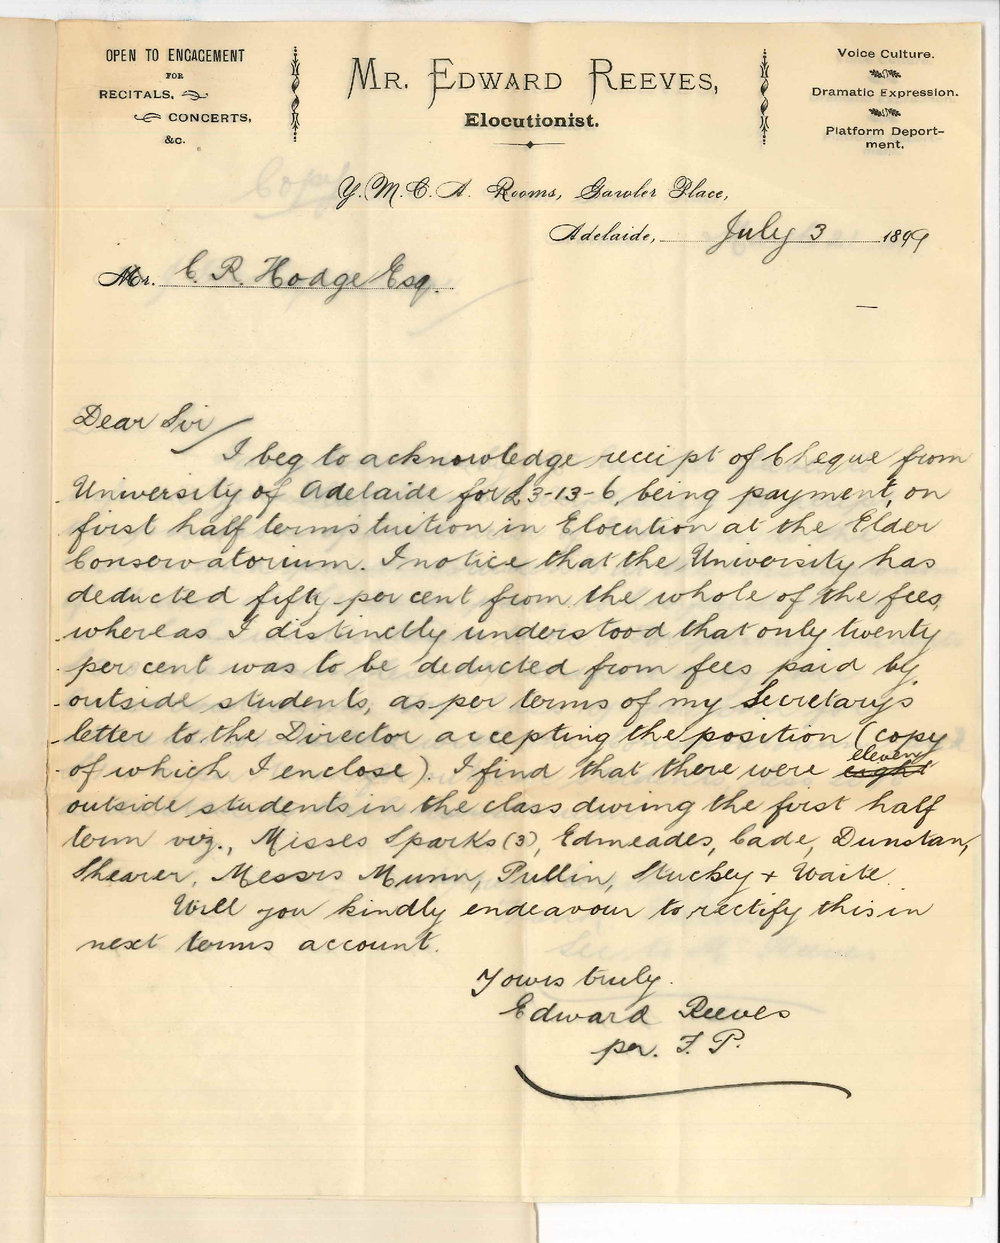 OPEN TO ENGAGEMENT
FOR
RECITALS,
CONCERTS,
&c.
MR. EDWARD REEVES,
Elocutionist.
Voice Culture.
Dramatic Expression.
Platform Deport-
ment.
Y.M.C.A. Rooms, Gawler Place,
Adelaide, July 3 1899
Mr. C. R. Hodge Esq.
Dear Sir
I beg to acknowledge receipt of Cheque from
University of Adelaide for £3-13-6, being payment, on
first half terms tuition in Elocution at the Elder
Conservatorium. I notice that the University has
deducted fifty per cent from the whole of the fees,
whereas I distinctly understood that only twenty
per cent was to be deducted from fees paid by
outside students, as per terms of my Secretary's
letter to the Director accepting the position (copy
of which I enclose). I find that there were eight eleven
outside students in the class during the first half
term viz., Misses Sparks (3), Edmeades, Cade, Dunstan,
Shearer, Messrs Munn, Pullin, Stuckey + Waite.
Will you kindly endeavour to rectify this in
next terms account.
Yours truly.
Edward Reeves
per. F. P.
Copy